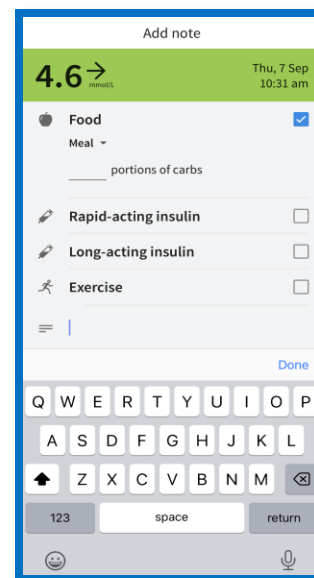 Add note
4.6 → mmol/L
Thu, 7 Sep
10:31 am
Food
Meal
portions of carbs
Rapid-acting insulin
Long-acting insulin
Exercise
Done
Q W E R T Y U I O P
A S D F G H J K L
Z X C V B N M
123 space return